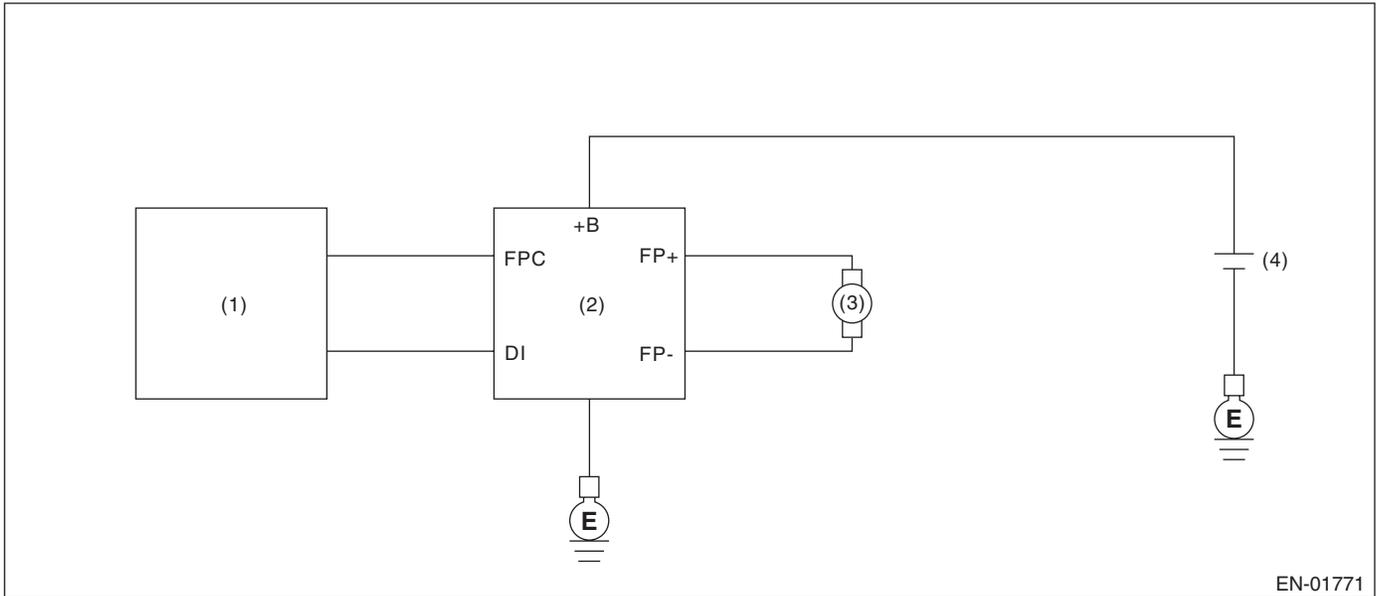 +B
FPC
FP+
(1)
(2)
(3)
(4)
DI
FP-
E
E
EN-01771